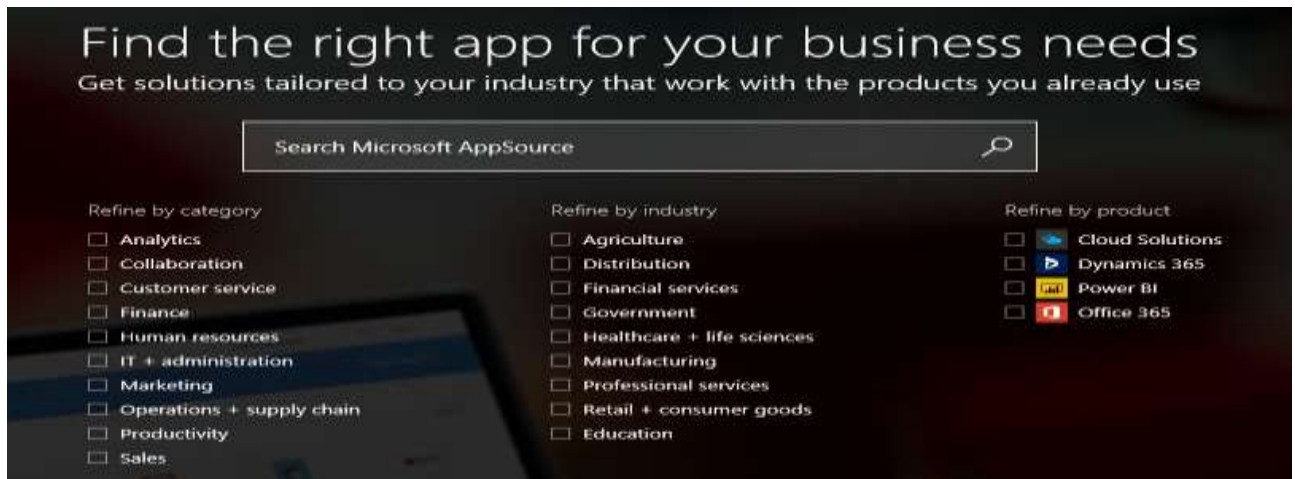 Find the right app for your business needs
Get solutions tailored to your industry that work with the products you already use
Search Microsoft AppSource
Refine by category
Analytics
Collaboration
Customer service
Finance
Human resources
IT + administration
Marketing
Operations + supply chain
Productivity
Sales
Refine by industry
Agriculture
Distribution
Financial services
Government
Healthcare + life sciences
Manufacturing
Professional services
Retail + consumer goods
Education
Refine by product
Cloud Solutions
Dynamics 365
Power BI
Office 365